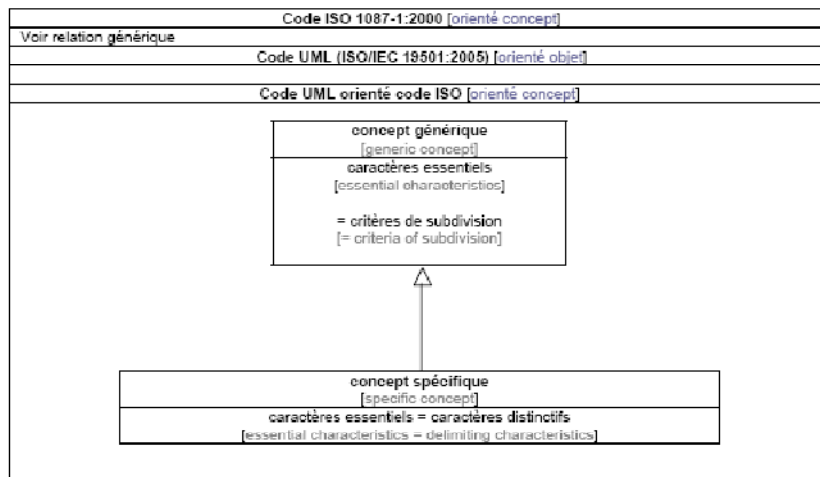 Code ISO 1087-1:2000 [orienté concept]
Voir relation générique
Code UML (ISO/IEC 19501:2005) [orienté objet]
Code UML orienté code ISO [orienté concept]
concept générique
[generic concept]
caractères essentiels
[essential characteristics]
= critères de subdivision
[= criteria of subdivision]
concept spécifique
[specific concept]
caractères essentiels = caractères distinctifs
[essential characteristics = delimiting characteristics]